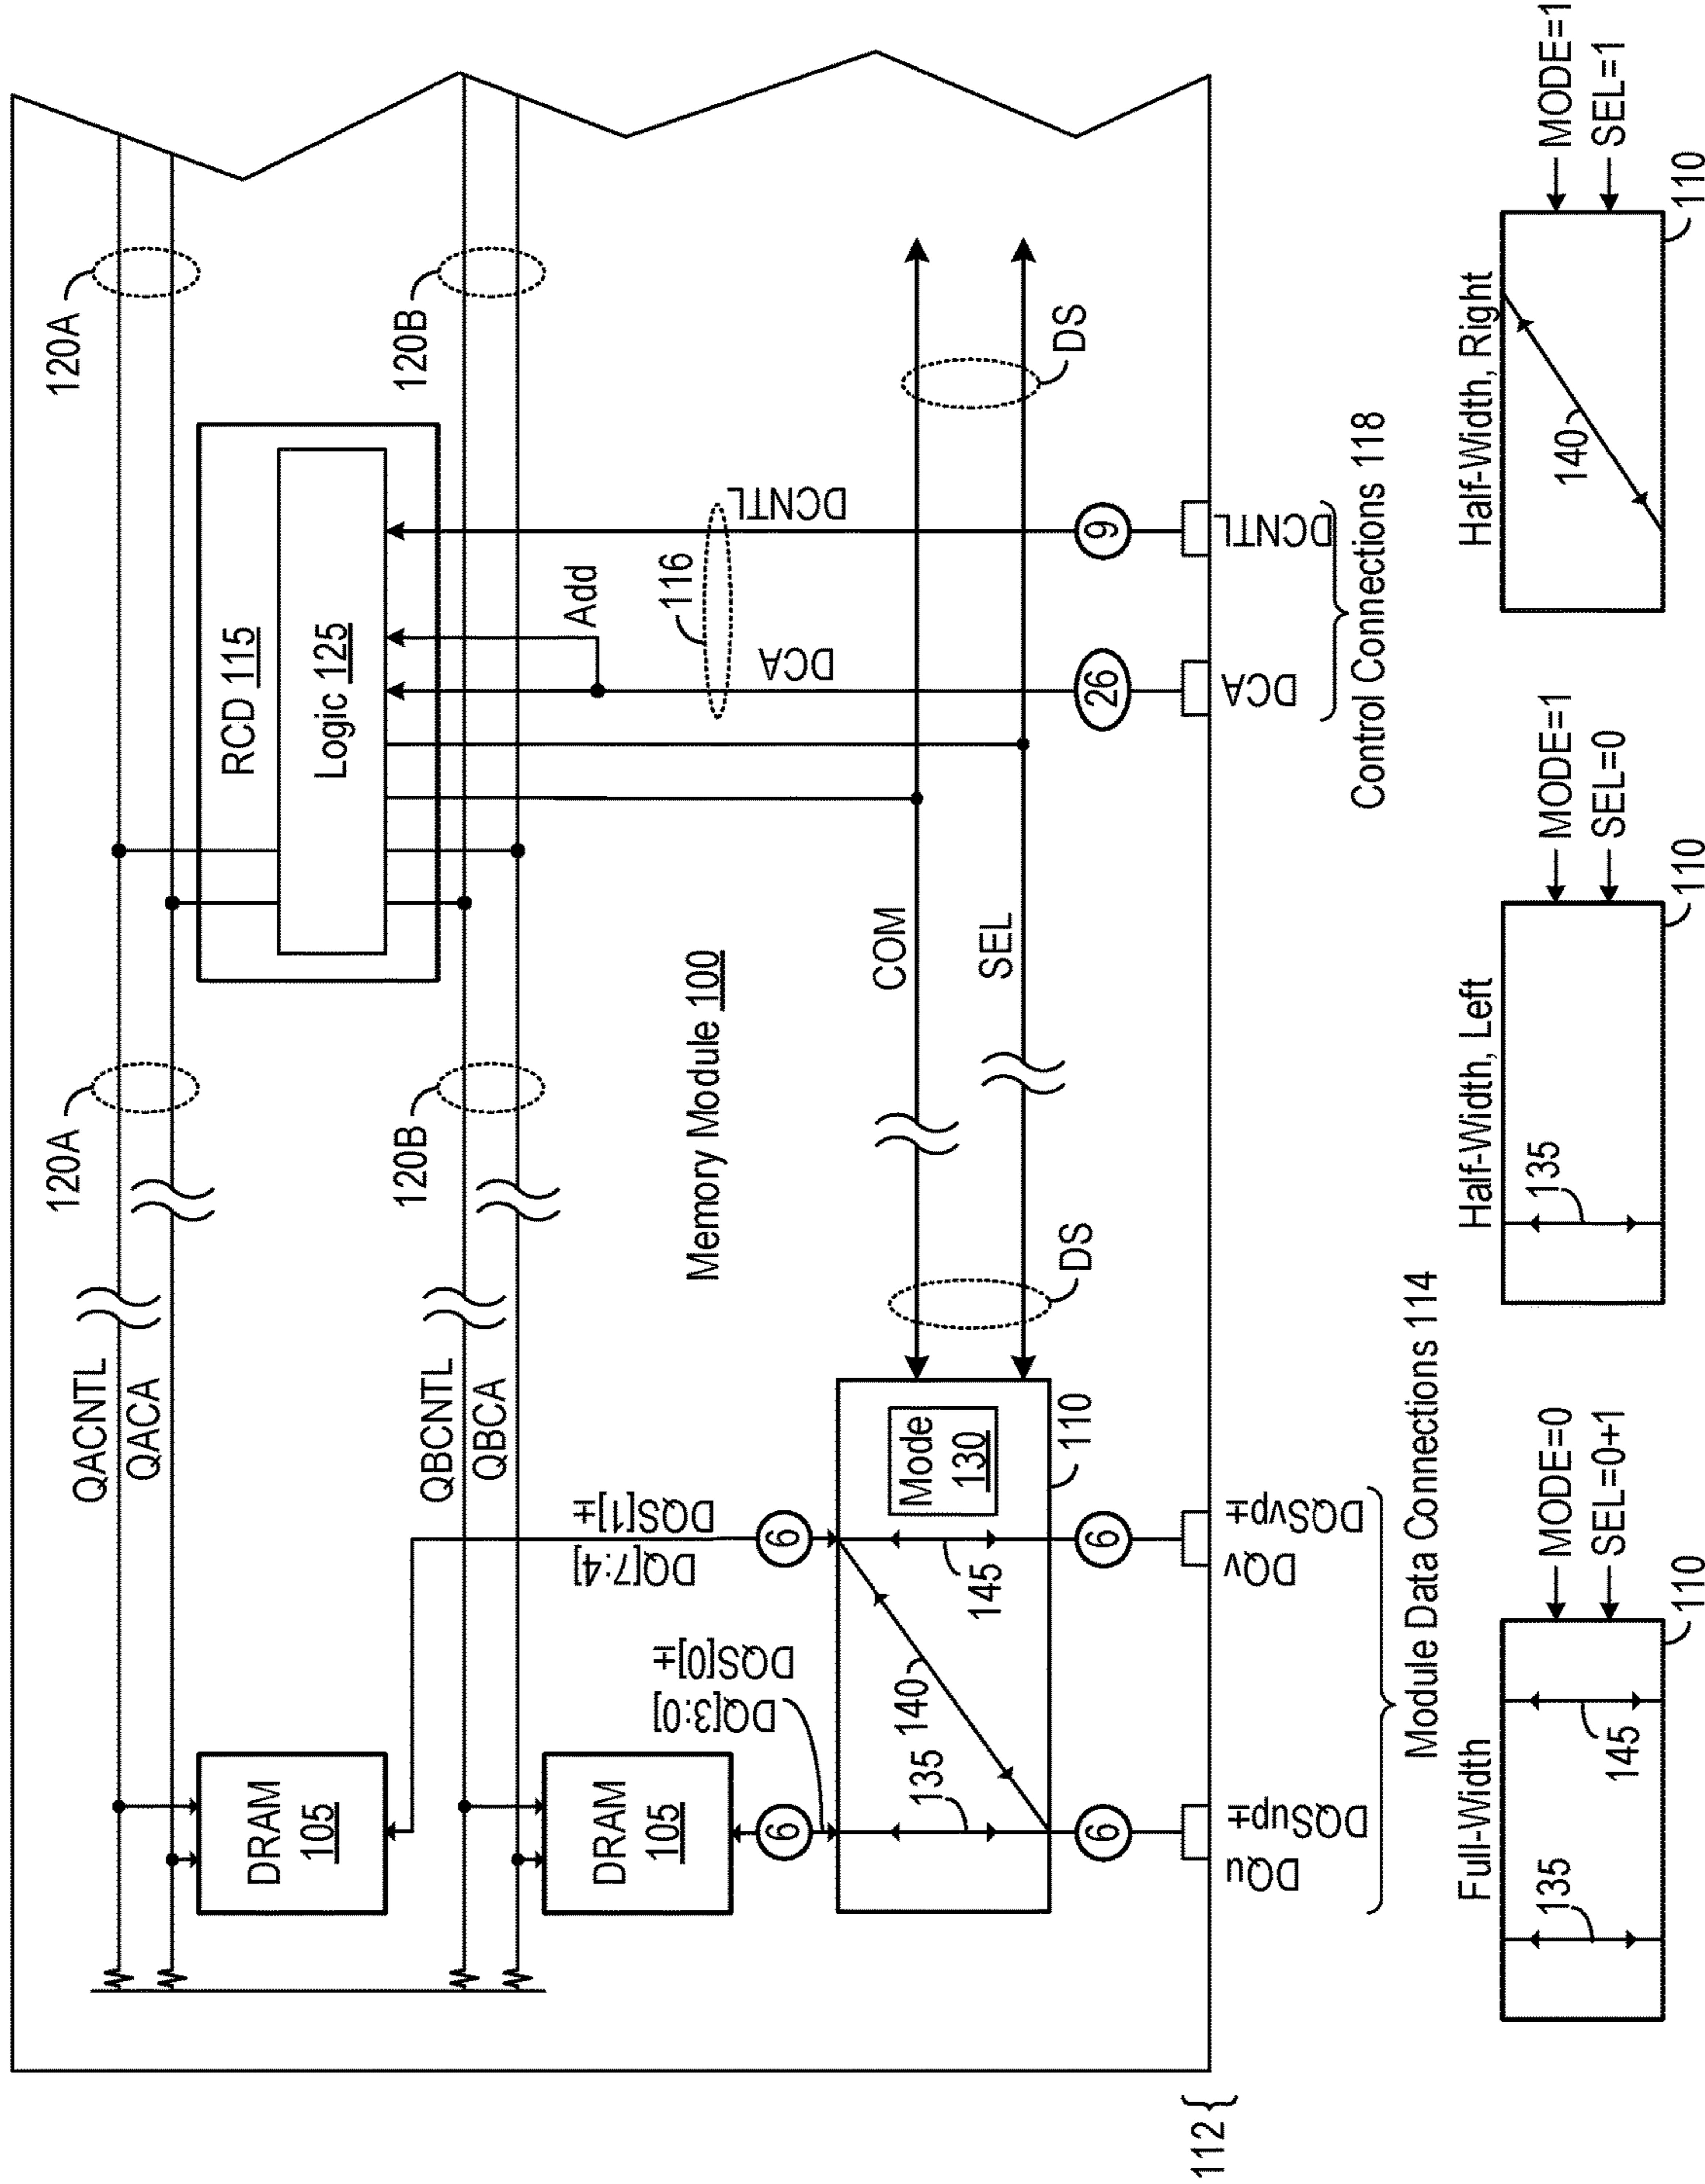 120A
120A
QACNTL
QACA
RCD 115
Logic 125
DRAM
105
120B
120B
QBCNTL
QBCA
DRAM
105
Add
116
DCA
DCNTL
Memory Module 100
DQS[1]±
DQ[7:4]
DQS[0]±
DQ[3:0]
6
6
COM
SEL
DS
DS
Mode
130
135
140
145
110
6
6
26
9
112{
DQu
DQSup±
DQv
DQSvp±
DCA
DCNTL
Module Data Connections 114
Control Connections 118
Full-Width
135
145
MODE=0
SEL=0+1
110
Half-Width, Left
135
MODE=1
SEL=0
110
Half-Width, Right
140
MODE=1
SEL=1
110